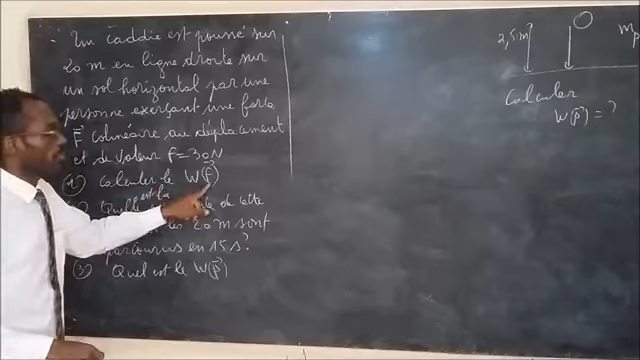 Un caddie est poussé sur
20 m en ligne droite sur
un sol horizontal par une
personne exerçant une force
F⃗ colinéaire au déplacement
et de valeur F = 30 N
① Calculer le W(F⃗)
Quelle est la de cette
les 20 m sont
parcourus en 15 s ?
③ Quel est le W(P⃗)
2,5 m
m
Calculer
W(P⃗) = ?